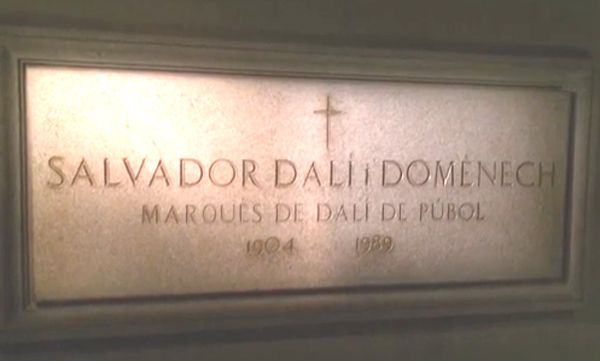 SALVADOR DALÍ i DOMÈNECH
MARQUÈS DE DALÍ DE PÚBOL
1904 1989